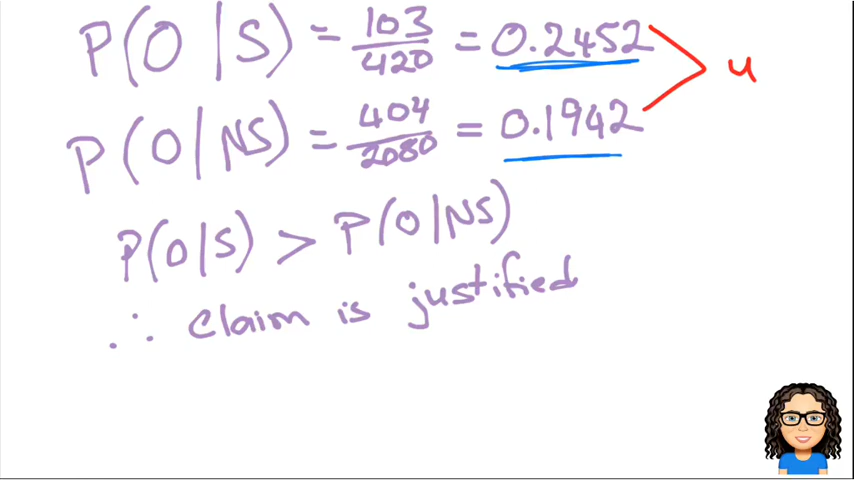 P(O|S) = 103/420 = 0.2452
u
P(O|NS) = 404/2080 = 0.1942
P(O|S) > P(O|NS)
∴ claim is justified